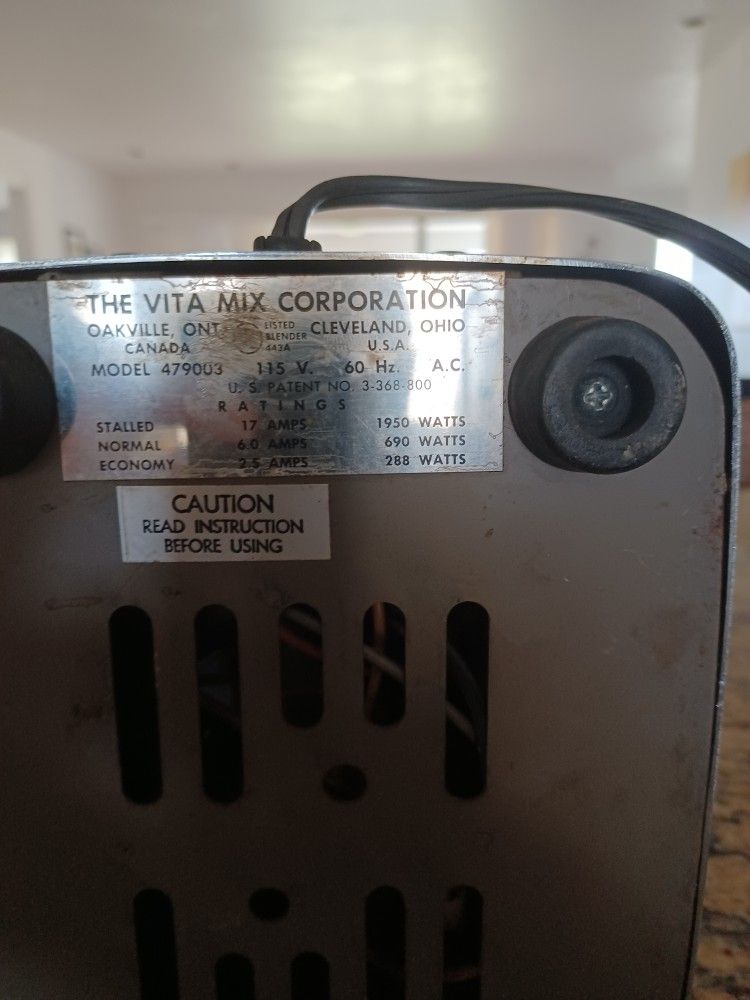 THE VITA MIX CORPORATION
OAKVILLE, ONT. LISTED BLENDER 443A CLEVELAND, OHIO
CANADA U.S.A.
MODEL 479003 115 V. 60 Hz. A.C.
U.S. PATENT NO. 3-368-800
RATINGS
STALLED 17 AMPS 1950 WATTS
NORMAL 6.0 AMPS 690 WATTS
ECONOMY 2.5 AMPS 288 WATTS
CAUTION
READ INSTRUCTION
BEFORE USING